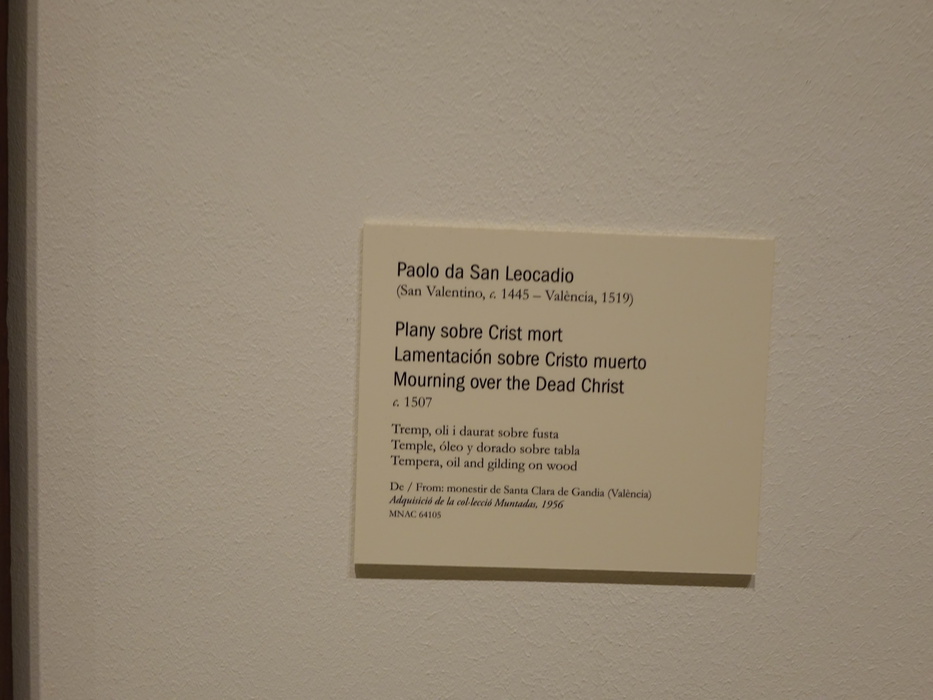 Paolo da San Leocadio
(San Valentino, c. 1445 – València, 1519)
Plany sobre Crist mort
Lamentación sobre Cristo muerto
Mourning over the Dead Christ
c. 1507
Tremp, oli i daurat sobre fusta
Temple, óleo y dorado sobre tabla
Tempera, oil and gilding on wood
De / From: monestir de Santa Clara de Gandia (València)
Adquisició de la col·lecció Muntadas, 1956
MNAC 64105